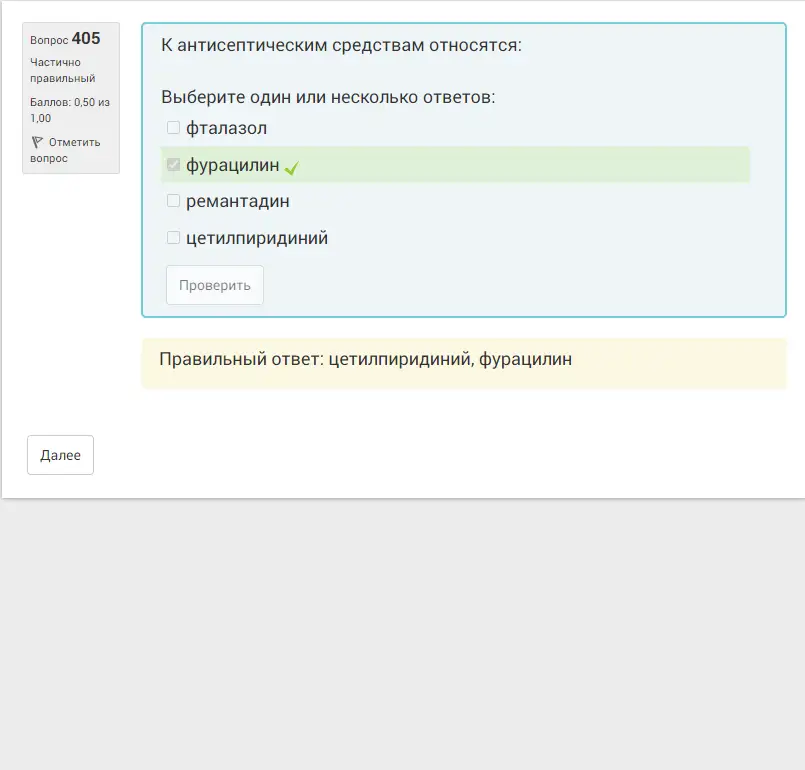 Вопрос 405
Частично
правильный
Баллов: 0,50 из
1,00
Отметить
вопрос
К антисептическим средствам относятся:
Выберите один или несколько ответов:
фталазол
фурацилин
ремантадин
цетилпиридиний
Проверить
Правильный ответ: цетилпиридиний, фурацилин
Далее